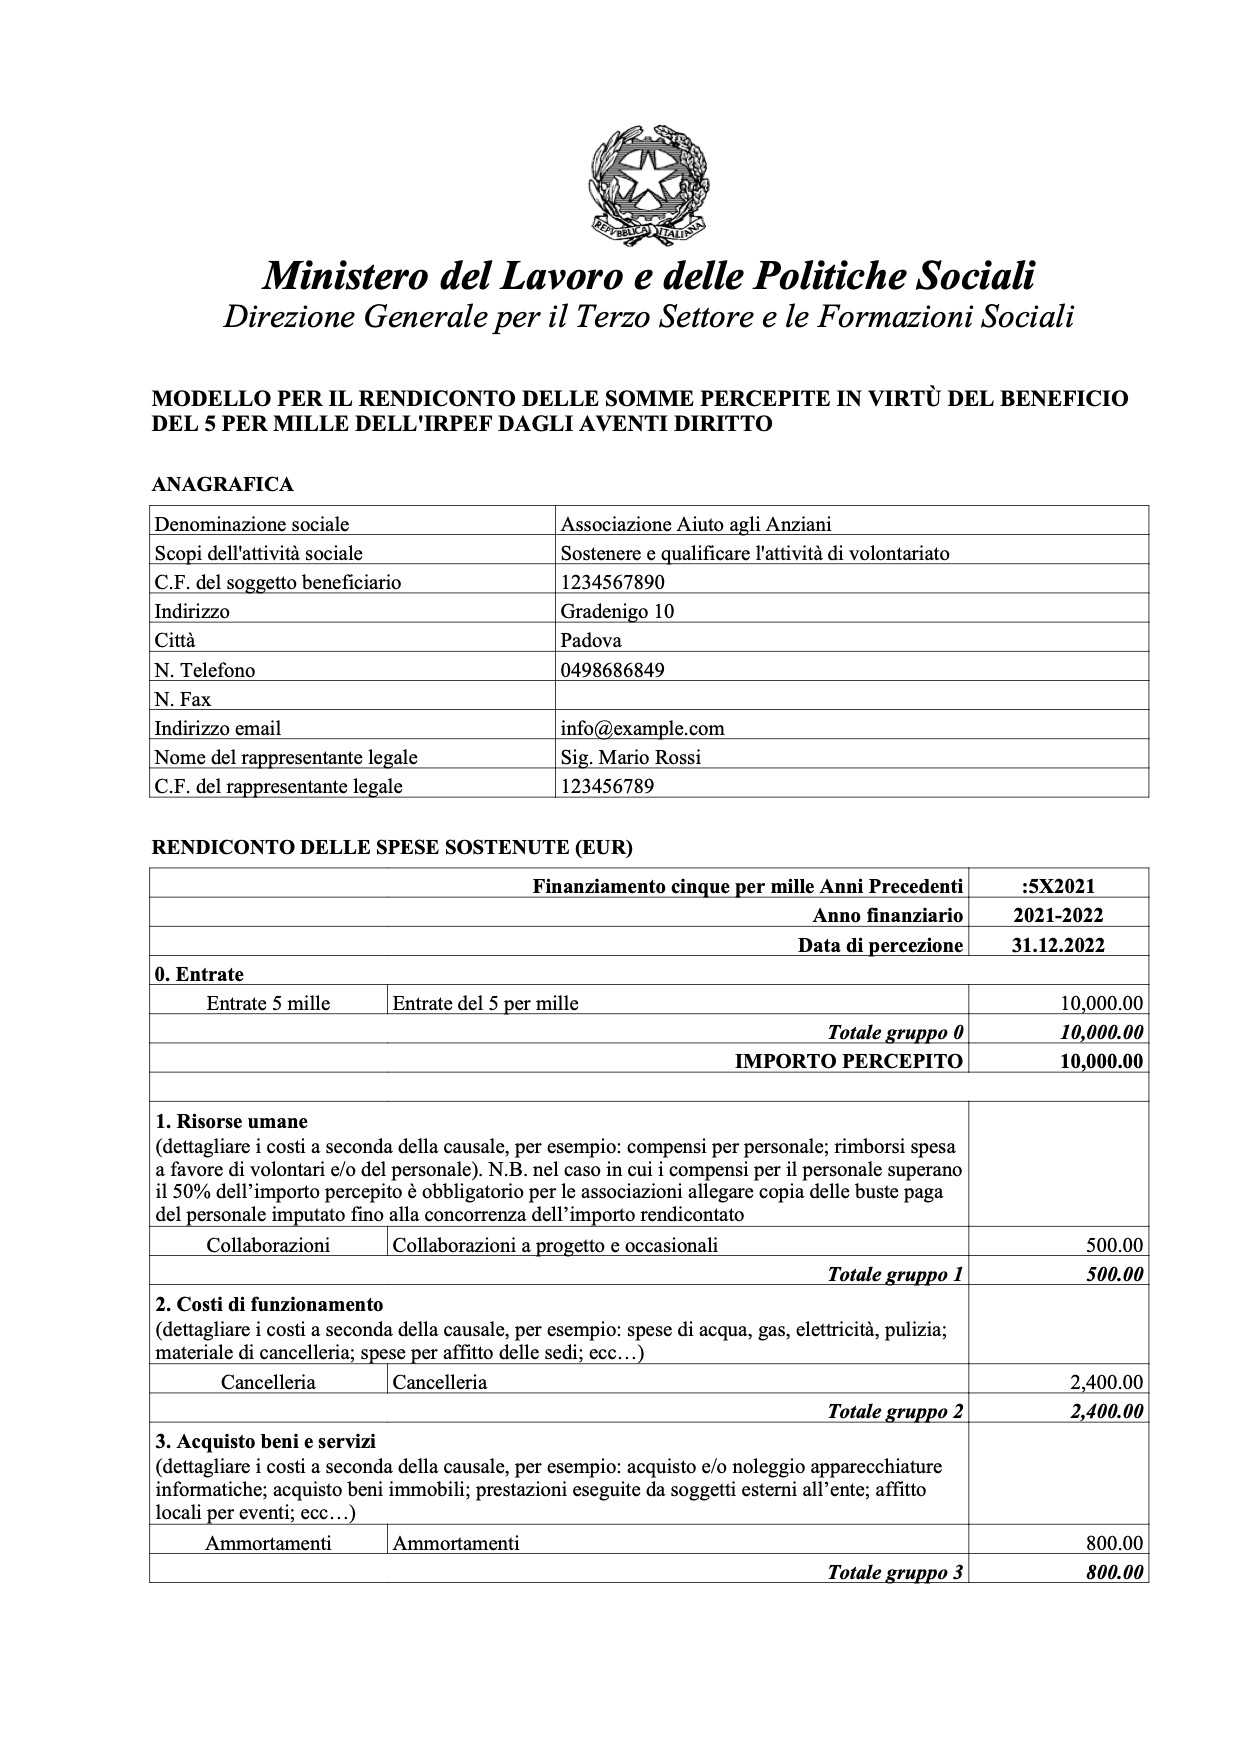 REPVBBLICA ITALIANA
Ministero del Lavoro e delle Politiche Sociali
Direzione Generale per il Terzo Settore e le Formazioni Sociali
MODELLO PER IL RENDICONTO DELLE SOMME PERCEPITE IN VIRTÙ DEL BENEFICIO
DEL 5 PER MILLE DELL'IRPEF DAGLI AVENTI DIRITTO
ANAGRAFICA
Denominazione sociale Associazione Aiuto agli Anziani
Scopi dell'attività sociale Sostenere e qualificare l'attività di volontariato
C.F. del soggetto beneficiario 1234567890
Indirizzo Gradenigo 10
Città Padova
N. Telefono 0498686849
N. Fax
Indirizzo email info@example.com
Nome del rappresentante legale Sig. Mario Rossi
C.F. del rappresentante legale 123456789
RENDICONTO DELLE SPESE SOSTENUTE (EUR)
Finanziamento cinque per mille Anni Precedenti :5X2021
Anno finanziario 2021-2022
Data di percezione 31.12.2022
0. Entrate
Entrate 5 mille Entrate del 5 per mille 10,000.00
Totale gruppo 0 10,000.00
IMPORTO PERCEPITO 10,000.00
1. Risorse umane
(dettagliare i costi a seconda della causale, per esempio: compensi per personale; rimborsi spesa
a favore di volontari e/o del personale). N.B. nel caso in cui i compensi per il personale superano
il 50% dell’importo percepito è obbligatorio per le associazioni allegare copia delle buste paga
del personale imputato fino alla concorrenza dell’importo rendicontato
Collaborazioni Collaborazioni a progetto e occasionali 500.00
Totale gruppo 1 500.00
2. Costi di funzionamento
(dettagliare i costi a seconda della causale, per esempio: spese di acqua, gas, elettricità, pulizia;
materiale di cancelleria; spese per affitto delle sedi; ecc…)
Cancelleria Cancelleria 2,400.00
Totale gruppo 2 2,400.00
3. Acquisto beni e servizi
(dettagliare i costi a seconda della causale, per esempio: acquisto e/o noleggio apparecchiature
informatiche; acquisto beni immobili; prestazioni eseguite da soggetti esterni all’ente; affitto
locali per eventi; ecc…)
Ammortamenti Ammortamenti 800.00
Totale gruppo 3 800.00